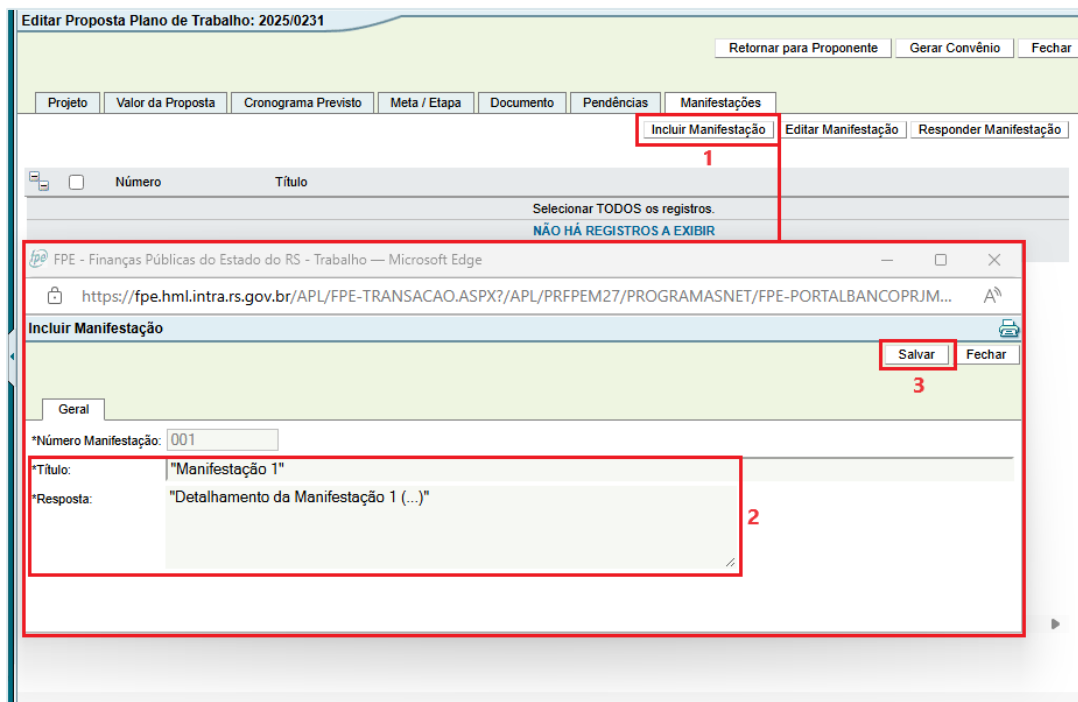 Editar Proposta Plano de Trabalho: 2025/0231
Retornar para Proponente Gerar Convênio Fechar
Projeto Valor da Proposta Cronograma Previsto Meta / Etapa Documento Pendências Manifestações
Incluir Manifestação Editar Manifestação Responder Manifestação
1
Número Título
Selecionar TODOS os registros.
NÃO HÁ REGISTROS A EXIBIR
fpe FPE - Finanças Públicas do Estado do RS - Trabalho — Microsoft Edge
https://fpe.hml.intra.rs.gov.br/APL/FPE-TRANSACAO.ASPX?/APL/PRFPEM27/PROGRAMASNET/FPE-PORTALBANCOPRJM...
Incluir Manifestação
Salvar Fechar
3
Geral
*Número Manifestação: 001
*Título: "Manifestação 1"
*Resposta: "Detalhamento da Manifestação 1 (...)"
2